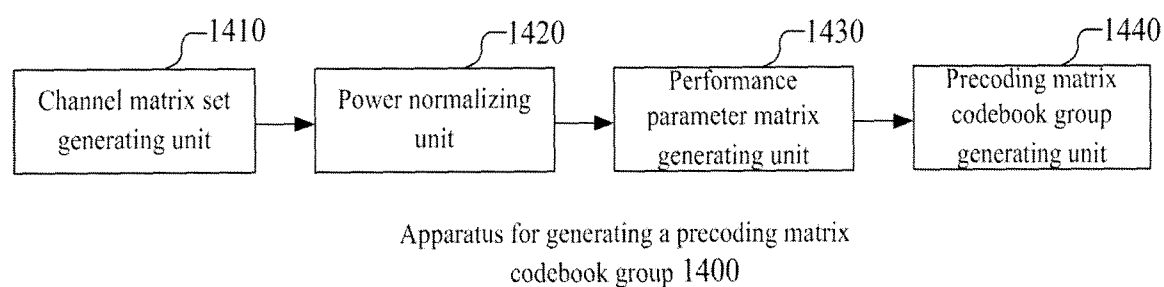 1410
1420
1430
1440
Channel matrix set
generating unit
Power normalizing
unit
Performance
parameter matrix
generating unit
Precoding matrix
codebook group
generating unit
Apparatus for generating a precoding matrix
codebook group 1400